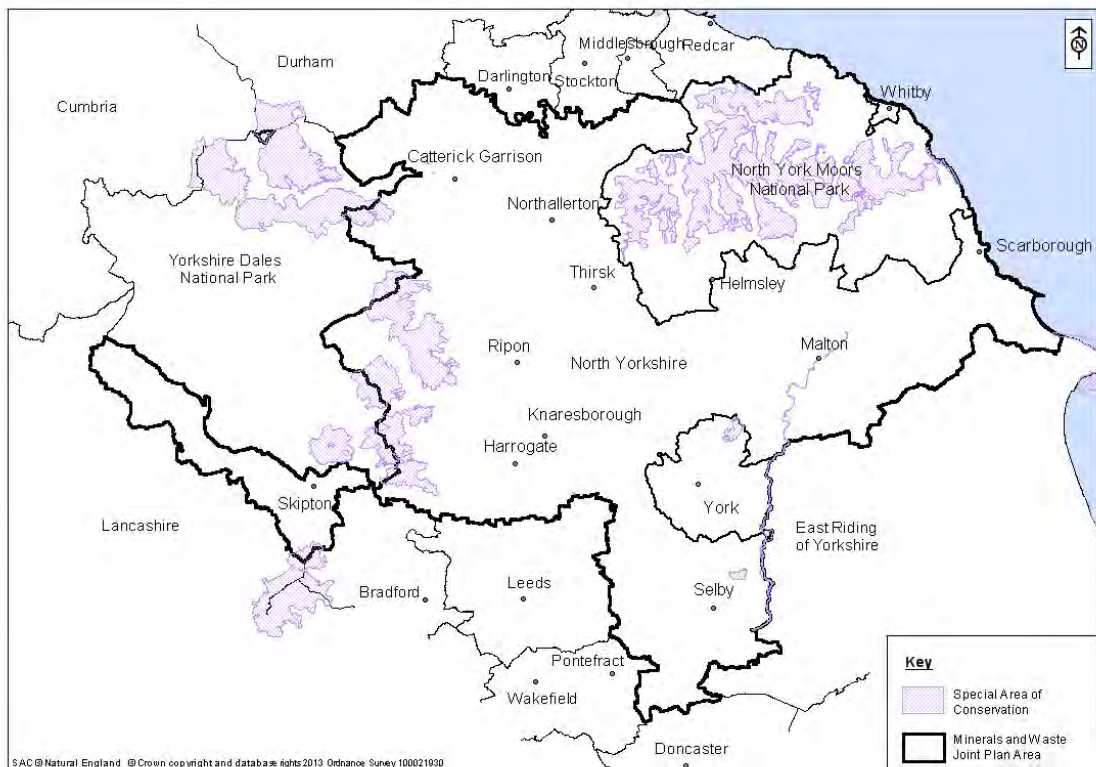 Durham
Middlesbrough
Redcar
Darlington
Stockton
Cumbria
Whitby
Catterick Garrison
North York Moors
National Park
Northallerton
Scarborough
Yorkshire Dales
National Park
Thirsk
Helmsley
Ripon
North Yorkshire
Malton
Knaresborough
Harrogate
Skipton
York
Lancashire
East Riding
of Yorkshire
Bradford
Leeds
Selby
Pontefract
Wakefield
Doncaster
N
Key
Special Area of
Conservation
Minerals and Waste
Joint Plan Area
SAC © Natural England © Crown copyright and database rights 2013 Ordnance Survey 100021930